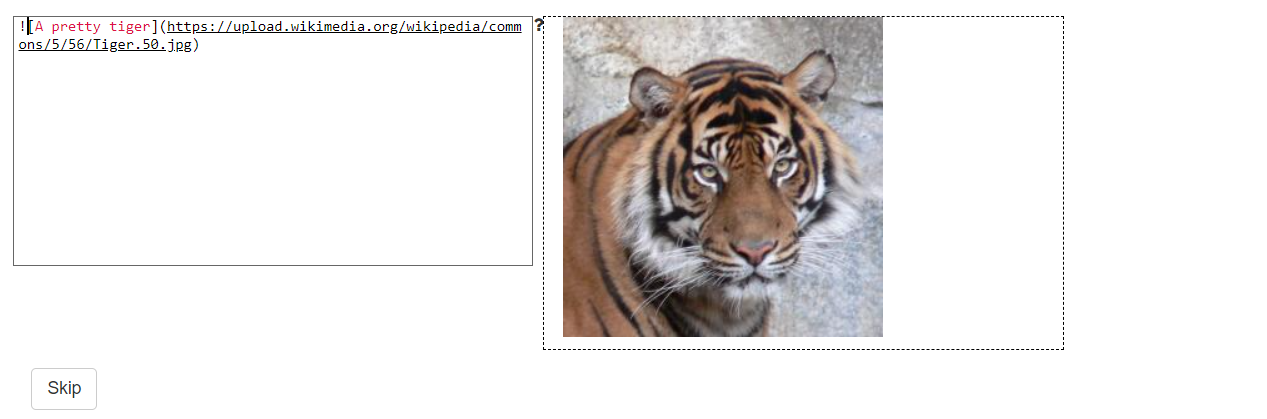 ![A pretty tiger](https://upload.wikimedia.org/wikipedia/comm
ons/5/56/Tiger.50.jpg)
?
Skip